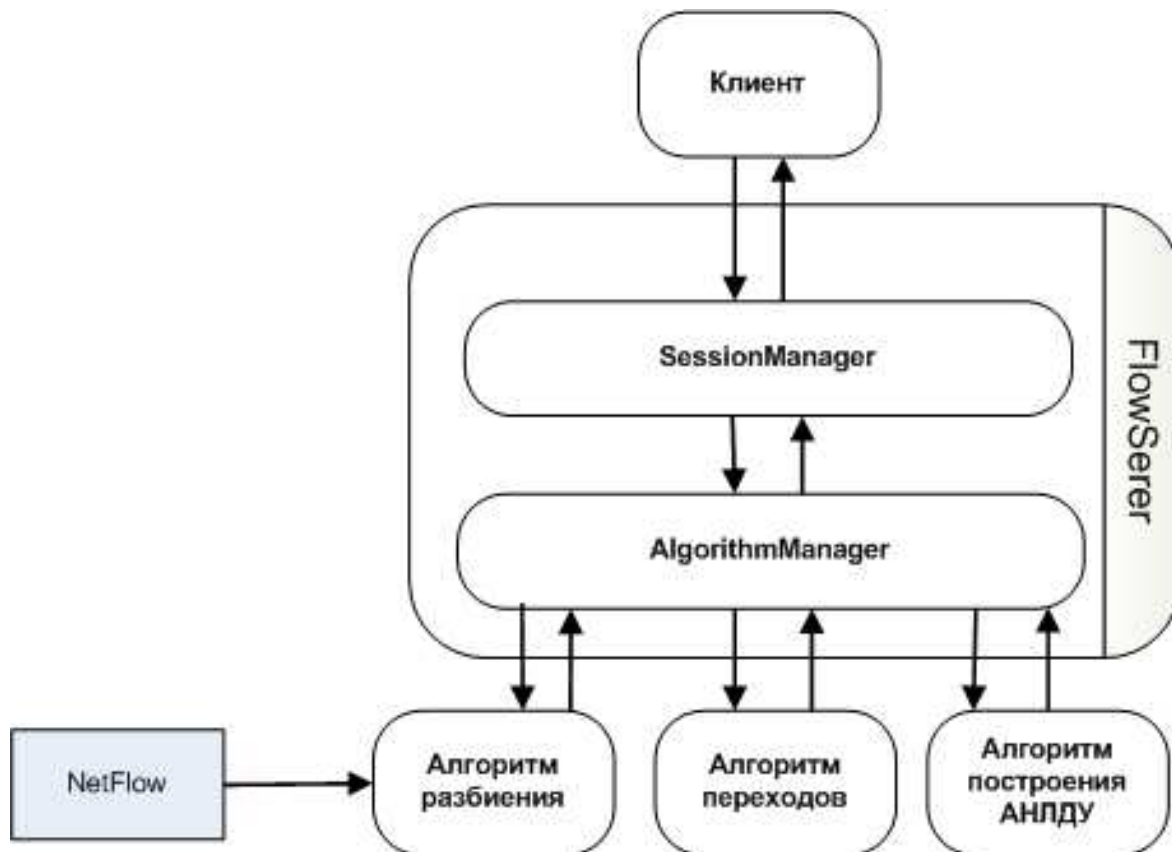 Клиент
SessionManager
FlowSerer
AlgorithmManager
NetFlow
Алгоритм
разбиения
Алгоритм
переходов
Алгоритм
построения
АНЛДУ